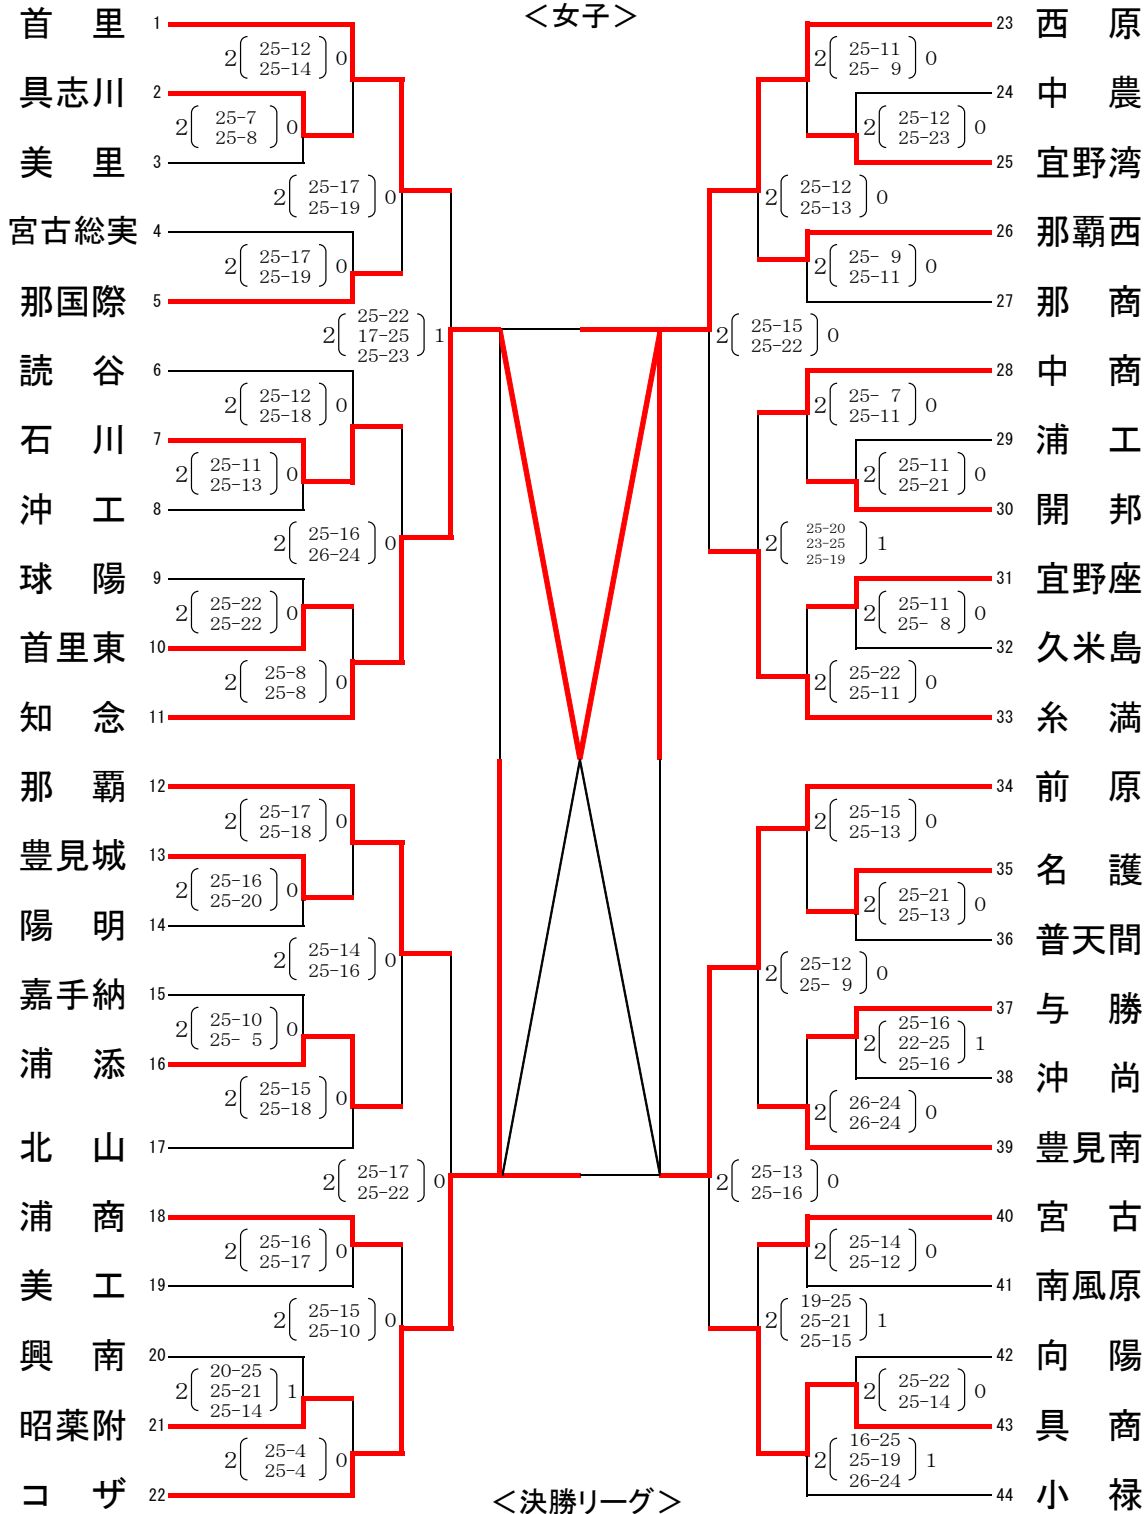 ＜女子＞
首 里 1
2 25-12 0
25-14
具志川 2
2 25-7 0
25-8
美 里 3
2 25-17 0
25-19
宮古総実 4
2 25-17 0
25-19
那国際 5
2 25-22 1
17-25
25-23
読 谷 6
2 25-12 0
25-18
石 川 7
2 25-11 0
25-13
沖 工 8
2 25-16 0
26-24
球 陽 9
2 25-22 0
25-22
首里東 10
2 25-8 0
25-8
知 念 11
那 覇 12
2 25-17 0
25-18
豊見城 13
2 25-16 0
25-20
陽 明 14
2 25-14 0
25-16
嘉手納 15
2 25-10 0
25- 5
浦 添 16
2 25-15 0
25-18
北 山 17
2 25-17 0
25-22
浦 商 18
2 25-16 0
25-17
美 工 19
2 25-15 0
25-10
興 南 20
2 20-25 1
25-21
25-14
昭薬附 21
2 25-4 0
25-4
コ ザ 22
23 西 原
2 25-11 0
25- 9
24 中 農
2 25-12 0
25-23
25 宜野湾
2 25-12 0
25-13
26 那覇西
2 25- 9 0
25-11
27 那 商
2 25-15 0
25-22
28 中 商
2 25- 7 0
25-11
29 浦 工
2 25-11 0
25-21
30 開 邦
2 25-20 1
23-25
25-19
31 宜野座
2 25-11 0
25- 8
32 久米島
2 25-22 0
25-11
33 糸 満
34 前 原
2 25-15 0
25-13
35 名 護
2 25-21 0
25-13
36 普天間
2 25-12 0
25- 9
37 与 勝
2 25-16 1
22-25
25-16
38 沖 尚
2 26-24 0
26-24
39 豊見南
2 25-13 0
25-16
40 宮 古
2 25-14 0
25-12
41 南風原
2 19-25 1
25-21
25-15
42 向 陽
2 25-22 0
25-14
43 具 商
2 16-25 1
25-19
26-24
44 小 禄
＜決勝リーグ＞